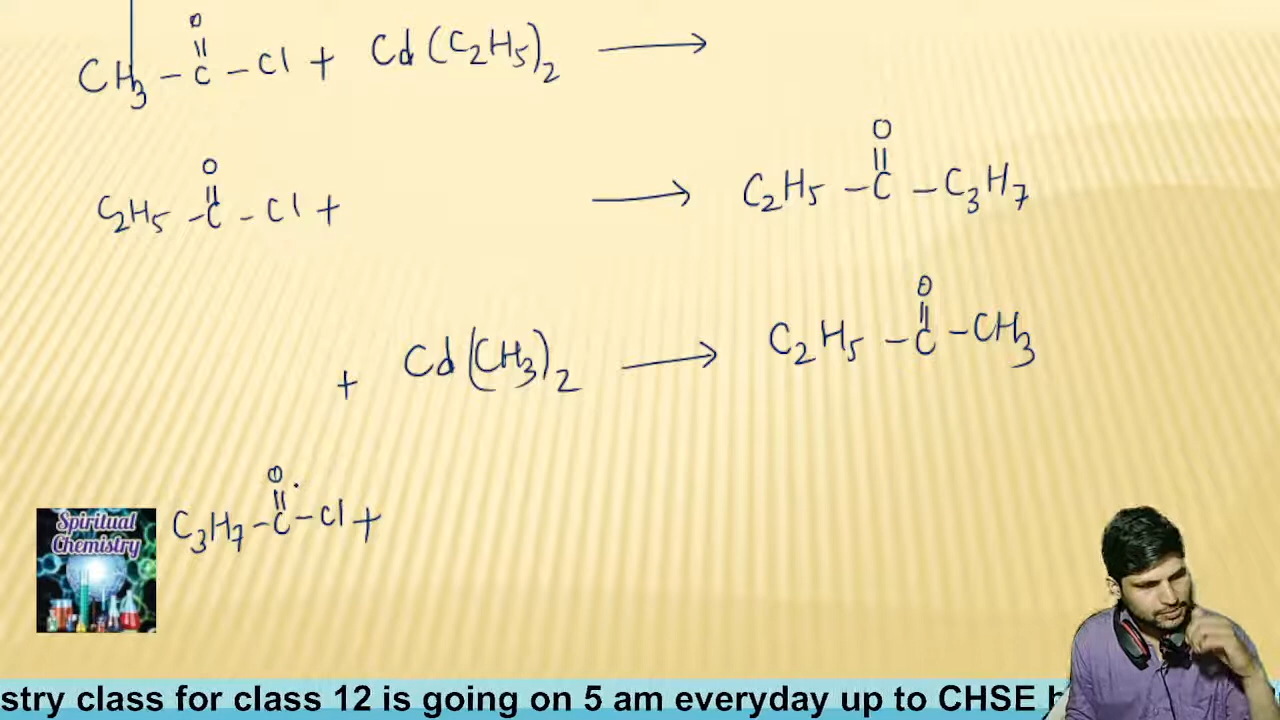 O
CH3 - C - Cl + Cd (C2H5)2 →
O
C2H5 - C - Cl + → C2H5 - C - C3H7
O
O
+ Cd (CH3)2 → C2H5 - C - CH3
O
C3H7 - C - Cl +
Spiritual
Chemistry
stry class for class 12 is going on 5 am everyday up to CHSE